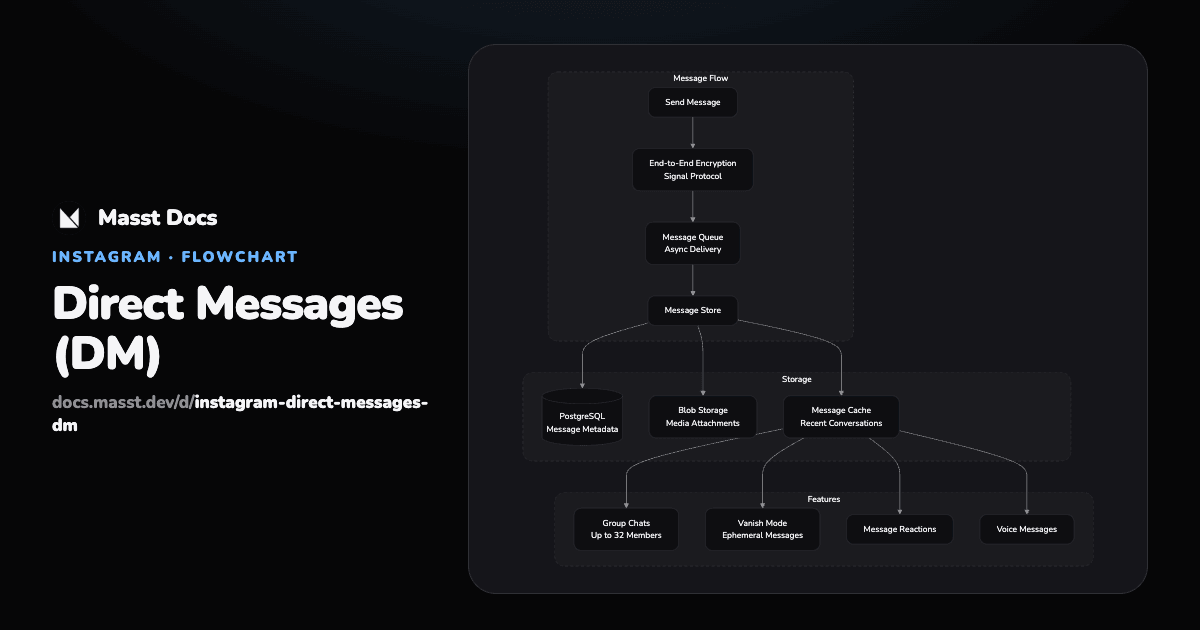 Masst Docs
INSTAGRAM · FLOWCHART
Direct Messages
(DM)
docs.masst.dev/d/instagram-direct-messages-
dm
Message Flow
Send Message
End-to-End Encryption
Signal Protocol
Message Queue
Async Delivery
Message Store
Storage
PostgreSQL
Message Metadata
Blob Storage
Media Attachments
Message Cache
Recent Conversations
Features
Group Chats
Up to 32 Members
Vanish Mode
Ephemeral Messages
Message Reactions
Voice Messages